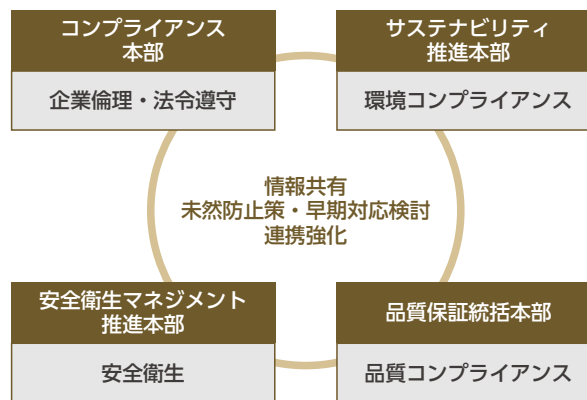 コンプライアンス
本部
企業倫理・法令遵守
サステナビリティ
推進本部
環境コンプライアンス
情報共有
未然防止策・早期対応検討
連携強化
安全衛生マネジメント
推進本部
安全衛生
品質保証統括本部
品質コンプライアンス